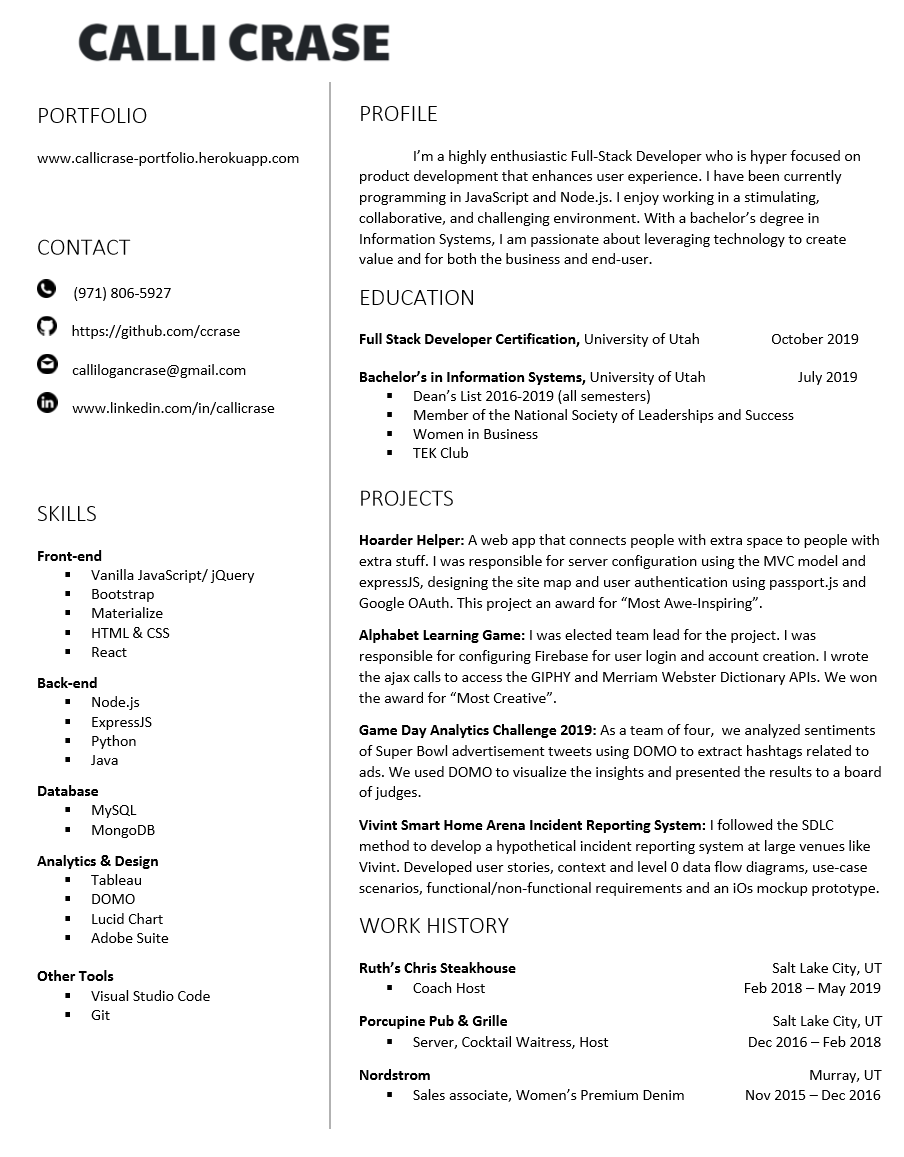 CALLI CRASE
PORTFOLIO
www.callicrase-portfolio.herokuapp.com
CONTACT
(971) 806-5927
https://github.com/ccrase
callilogancrase@gmail.com
www.linkedin.com/in/callicrase
SKILLS
Front-end
▪ Vanilla JavaScript/ jQuery
▪ Bootstrap
▪ Materialize
▪ HTML & CSS
▪ React
Back-end
▪ Node.js
▪ ExpressJS
▪ Python
▪ Java
Database
▪ MySQL
▪ MongoDB
Analytics & Design
▪ Tableau
▪ DOMO
▪ Lucid Chart
▪ Adobe Suite
Other Tools
▪ Visual Studio Code
▪ Git
PROFILE
I’m a highly enthusiastic Full-Stack Developer who is hyper focused on
product development that enhances user experience. I have been currently
programming in JavaScript and Node.js. I enjoy working in a stimulating,
collaborative, and challenging environment. With a bachelor’s degree in
Information Systems, I am passionate about leveraging technology to create
value and for both the business and end-user.
EDUCATION
Full Stack Developer Certification, University of Utah October 2019
Bachelor’s in Information Systems, University of Utah July 2019
▪ Dean’s List 2016-2019 (all semesters)
▪ Member of the National Society of Leaderships and Success
▪ Women in Business
▪ TEK Club
PROJECTS
Hoarder Helper: A web app that connects people with extra space to people with
extra stuff. I was responsible for server configuration using the MVC model and
expressJS, designing the site map and user authentication using passport.js and
Google OAuth. This project an award for “Most Awe-Inspiring”.
Alphabet Learning Game: I was elected team lead for the project. I was
responsible for configuring Firebase for user login and account creation. I wrote
the ajax calls to access the GIPHY and Merriam Webster Dictionary APIs. We won
the award for “Most Creative”.
Game Day Analytics Challenge 2019: As a team of four, we analyzed sentiments
of Super Bowl advertisement tweets using DOMO to extract hashtags related to
ads. We used DOMO to visualize the insights and presented the results to a board
of judges.
Vivint Smart Home Arena Incident Reporting System: I followed the SDLC
method to develop a hypothetical incident reporting system at large venues like
Vivint. Developed user stories, context and level 0 data flow diagrams, use-case
scenarios, functional/non-functional requirements and an iOs mockup prototype.
WORK HISTORY
Ruth’s Chris Steakhouse Salt Lake City, UT
▪ Coach Host Feb 2018 – May 2019
Porcupine Pub & Grille Salt Lake City, UT
▪ Server, Cocktail Waitress, Host Dec 2016 – Feb 2018
Nordstrom Murray, UT
▪ Sales associate, Women’s Premium Denim Nov 2015 – Dec 2016